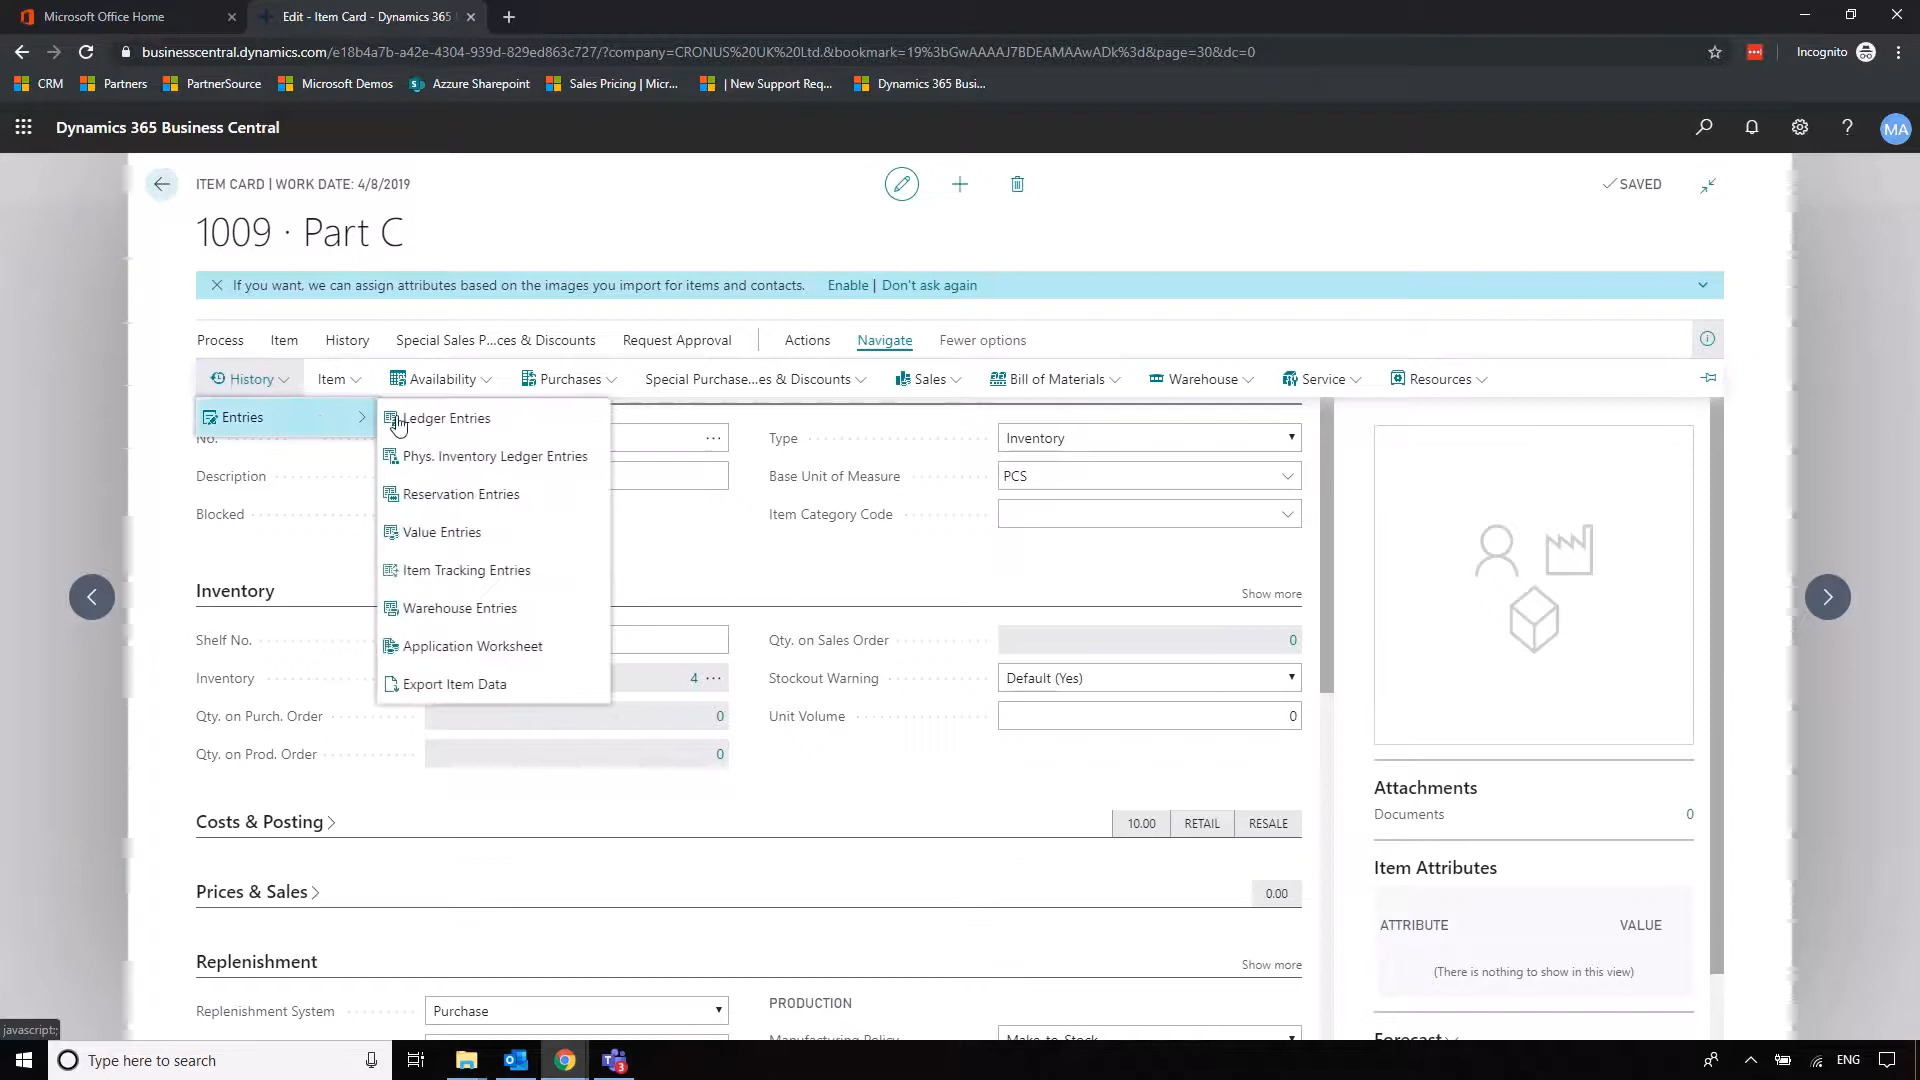 Microsoft Office Home
Edit - Item Card - Dynamics 365
businesscentral.dynamics.com/e18b4a7b-a42e-4304-939d-829ed863c727/?company=CRONUS%20UK%20Ltd.&bookmark=19%3bGwAAAAJ7BDEAMAAwADk%3d&page=30&dc=0
Incognito
CRM
Partners
PartnerSource
Microsoft Demos
Azzure Sharepoint
Sales Pricing | Micr...
| New Support Req...
Dynamics 365 Busi...
Dynamics 365 Business Central
MA
ITEM CARD | WORK DATE: 4/8/2019
SAVED
1009 · Part C
If you want, we can assign attributes based on the images you import for items and contacts. Enable | Don't ask again
Process
Item
History
Special Sales P...ces & Discounts
Request Approval
Actions
Navigate
Fewer options
History
Item
Availability
Purchases
Special Purchase...es & Discounts
Sales
Bill of Materials
Warehouse
Service
Resources
Entries
Ledger Entries
Phys. Inventory Ledger Entries
Reservation Entries
Value Entries
Item Tracking Entries
Warehouse Entries
Application Worksheet
Export Item Data
No.
Description
Blocked
Type
Inventory
Base Unit of Measure
PCS
Item Category Code
Inventory
Show more
Shelf No.
Inventory
4
Qty. on Purch. Order
0
Qty. on Prod. Order
0
Qty. on Sales Order
0
Stockout Warning
Default (Yes)
Unit Volume
0
Costs & Posting
10.00
RETAIL
RESALE
Prices & Sales
0.00
Replenishment
Show more
Replenishment System
Purchase
PRODUCTION
Manufacturing Policy
Make-to-Stock
Attachments
Documents
0
Item Attributes
ATTRIBUTE
VALUE
(There is nothing to show in this view)
Forecast
javascript:;
Type here to search
3
ENG